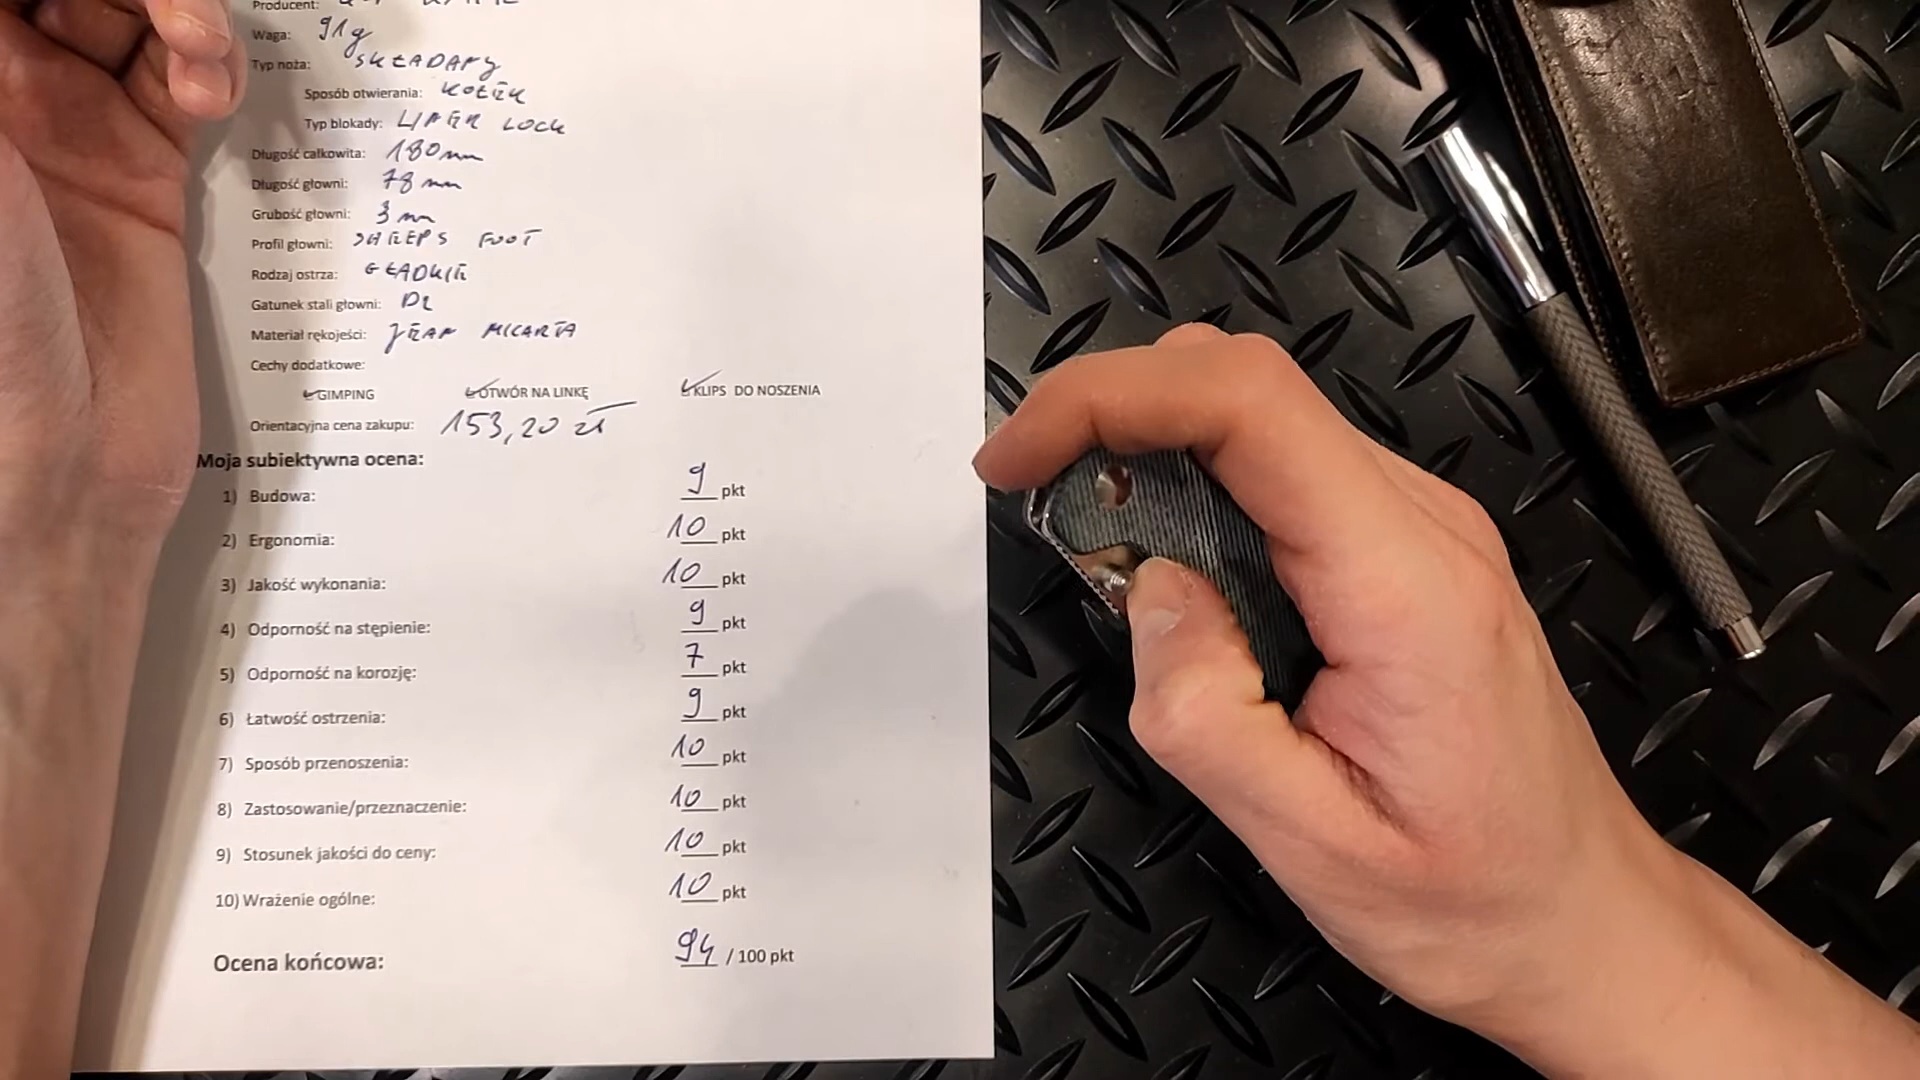 Producent:
Waga: 91g
Typ noża: SKŁADANY
Sposób otwierania: KOŁEK
Typ blokady: LINER LOCK
Długość całkowita: 180mm
Długość głowni: 78mm
Grubość głowni: 3mm
Profil głowni: SHEEPS FOOT
Rodzaj ostrza: GŁADKIE
Gatunek stali głowni: D2
Materiał rękojeści: JEAN MICARTA
Cechy dodatkowe:
GIMPING OTWÓR NA LINKĘ KLIPS DO NOSZENIA
Orientacyjna cena zakupu: 153,20 zł
Moja subiektywna ocena:
1) Budowa: 9 pkt
2) Ergonomia: 10 pkt
3) Jakość wykonania: 10 pkt
4) Odporność na stępienie: 9 pkt
5) Odporność na korozję: 7 pkt
6) Łatwość ostrzenia: 9 pkt
7) Sposób przenoszenia: 10 pkt
8) Zastosowanie/przeznaczenie: 10 pkt
9) Stosunek jakości do ceny: 10 pkt
10) Wrażenie ogólne: 10 pkt
Ocena końcowa: 94 / 100 pkt